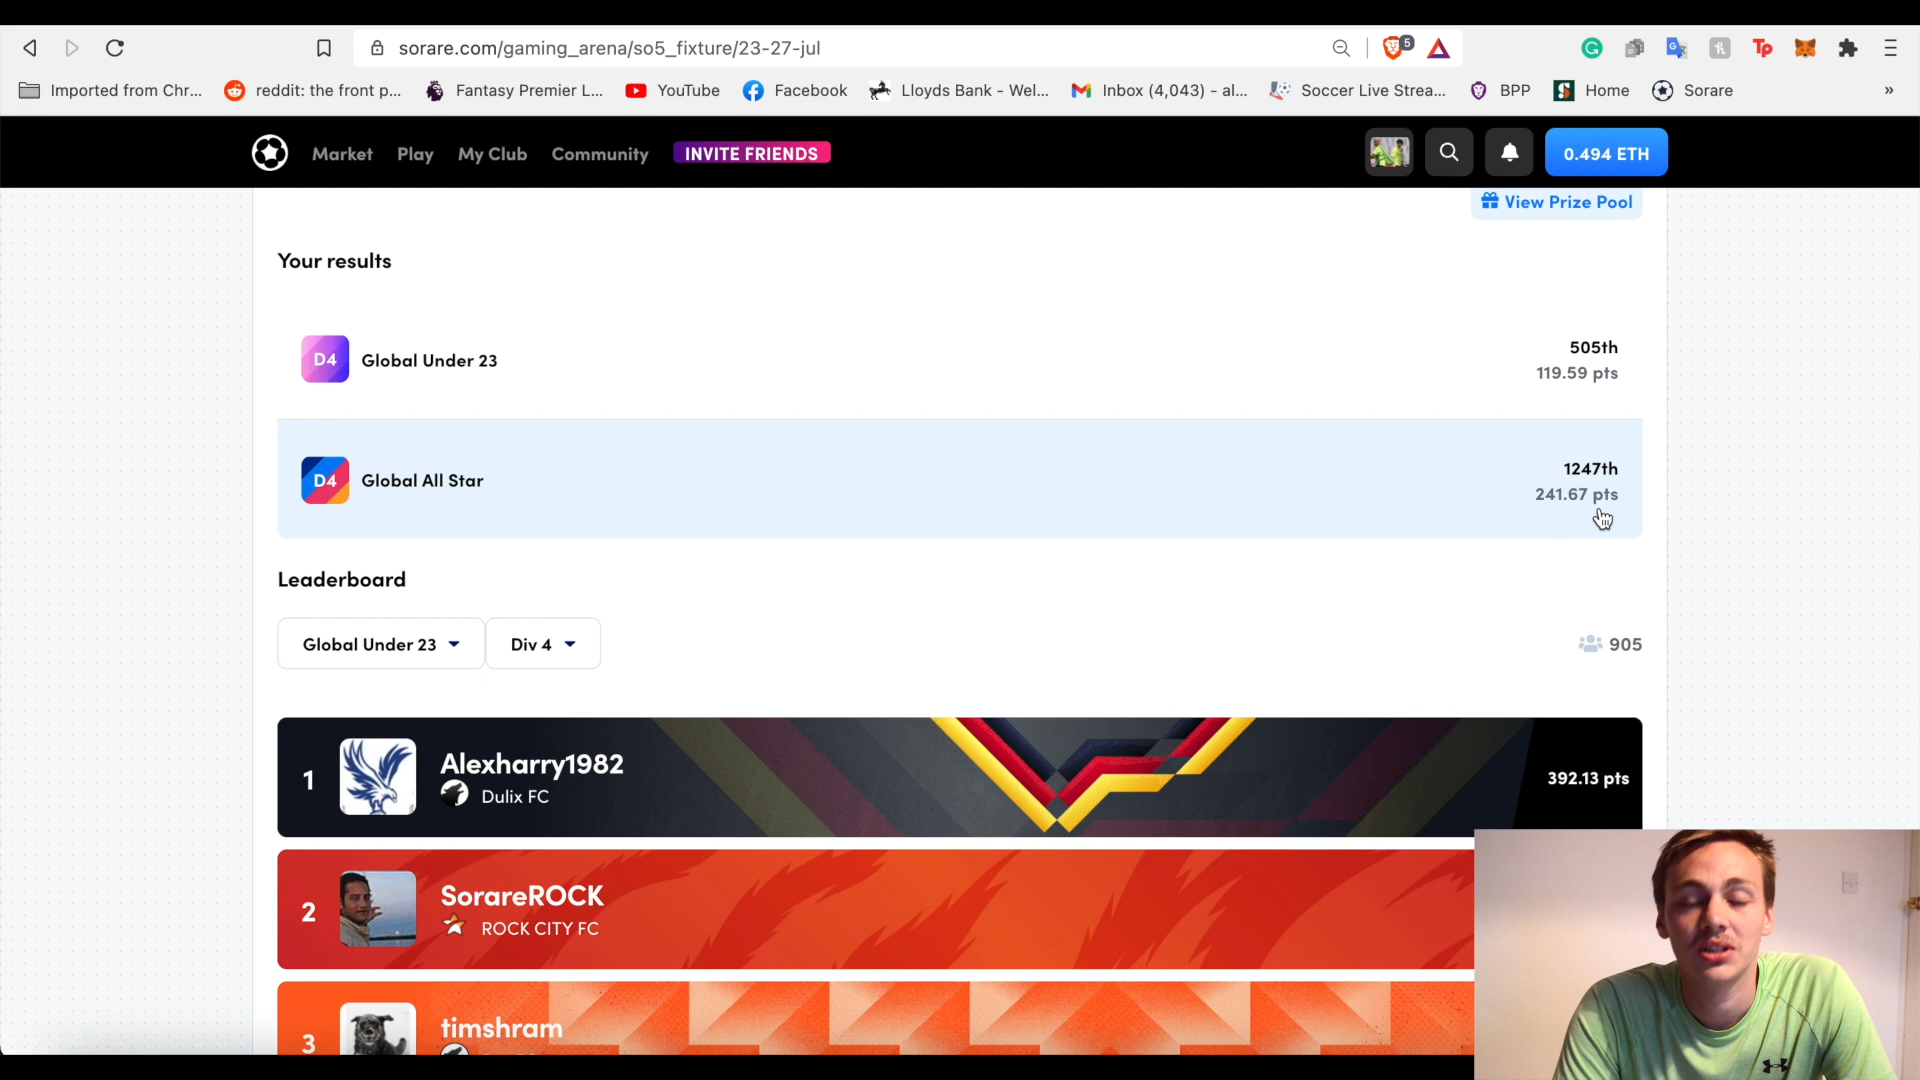 sorare.com/gaming_arena/so5_fixture/23-27-jul
5
Tp
Imported from Chr...
reddit: the front p...
Fantasy Premier L...
YouTube
Facebook
Lloyds Bank - Wel...
Inbox (4,043) - al...
Soccer Live Strea...
BPP
Home
Sorare
»
Market
Play
My Club
Community
INVITE FRIENDS
0.494 ETH
View Prize Pool
Your results
D4
Global Under 23
505th
119.59 pts
D4
Global All Star
1247th
241.67 pts
Leaderboard
Global Under 23
Div 4
905
1
Alexharry1982
Dulix FC
392.13 pts
2
SorareROCK
ROCK CITY FC
3
timshram